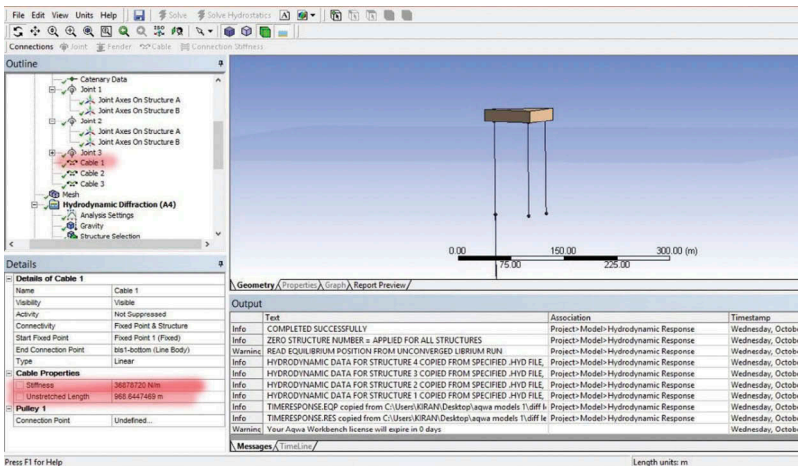 File Edit View Units Help Solve Solve Hydrostatics A
ISO
Connections Joint Fender Cable Connection Stiffness
Outline
Catenary Data
Joint 1
Joint Axes On Structure A
Joint Axes On Structure B
Joint 2
Joint Axes On Structure A
Joint Axes On Structure B
Joint 3
Cable 1
Cable 2
Cable 3
Mesh
Hydrodynamic Diffraction (A4)
Analysis Settings
Gravity
Structure Selection
Details
Details of Cable 1
Name Cable 1
Visibility Visible
Activity Not Suppressed
Connectivity Fixed Point & Structure
Start Fixed Point Fixed Point 1 (Fixed)
End Connection Point bls1-bottom (Line Body)
Type Linear
Cable Properties
Stiffness 36878720 N/m
Unstretched Length 968.6447469 m
Pulley 1
Connection Point Undefined...
0.00 150.00 300.00 (m)
75.00 225.00
Geometry Properties Graph Report Preview
Output
Text Association Timestamp
Info COMPLETED SUCCESSFULLY Project>Model>Hydrodynamic Response Wednesday, Octobe
Info ZERO STRUCTURE NUMBER = APPLIED FOR ALL STRUCTURES Project>Model>Hydrodynamic Response Wednesday, Octobe
Warning READ EQUILIBRIUM POSITION FROM UNCONVERGED LIBRIUM RUN Project>Model>Hydrodynamic Response Wednesday, Octobe
Info HYDRODYNAMIC DATA FOR STRUCTURE 4 COPIED FROM SPECIFIED .HYD FILE, Project>Model>Hydrodynamic Response Wednesday, Octobe
Info HYDRODYNAMIC DATA FOR STRUCTURE 3 COPIED FROM SPECIFIED .HYD FILE, Project>Model>Hydrodynamic Response Wednesday, Octobe
Info HYDRODYNAMIC DATA FOR STRUCTURE 2 COPIED FROM SPECIFIED .HYD FILE, Project>Model>Hydrodynamic Response Wednesday, Octobe
Info HYDRODYNAMIC DATA FOR STRUCTURE 1 COPIED FROM SPECIFIED .HYD FILE, Project>Model>Hydrodynamic Response Wednesday, Octobe
Info TIMERESPONSE.EQP copied from C:\Users\KIRAN\Desktop\aqwa models 1\diff l Project>Model>Hydrodynamic Response Wednesday, Octobe
Info TIMERESPONSE.RES copied from C:\Users\KIRAN\Desktop\aqwa models 1\diff l Project>Model>Hydrodynamic Response Wednesday, Octobe
Warning Your Aqwa Workbench license will expire in 0 days Wednesday, Octobe
Messages TimeLine
Press F1 for Help Length units: m